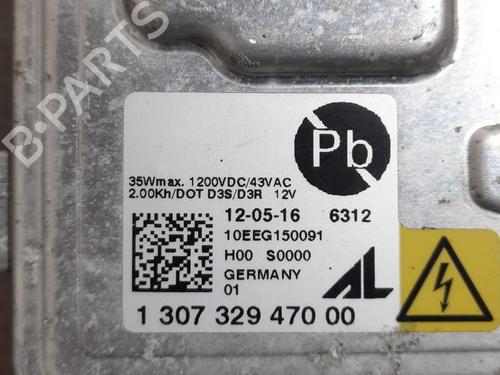 B-PARTS
Pb
35Wmax. 1200VDC/43VAC
2.00Kh/DOT D3S/D3R 12V
12-05-16 6312
10EEG150091
H00 S0000
GERMANY
01
AL
1 307 329 470 00